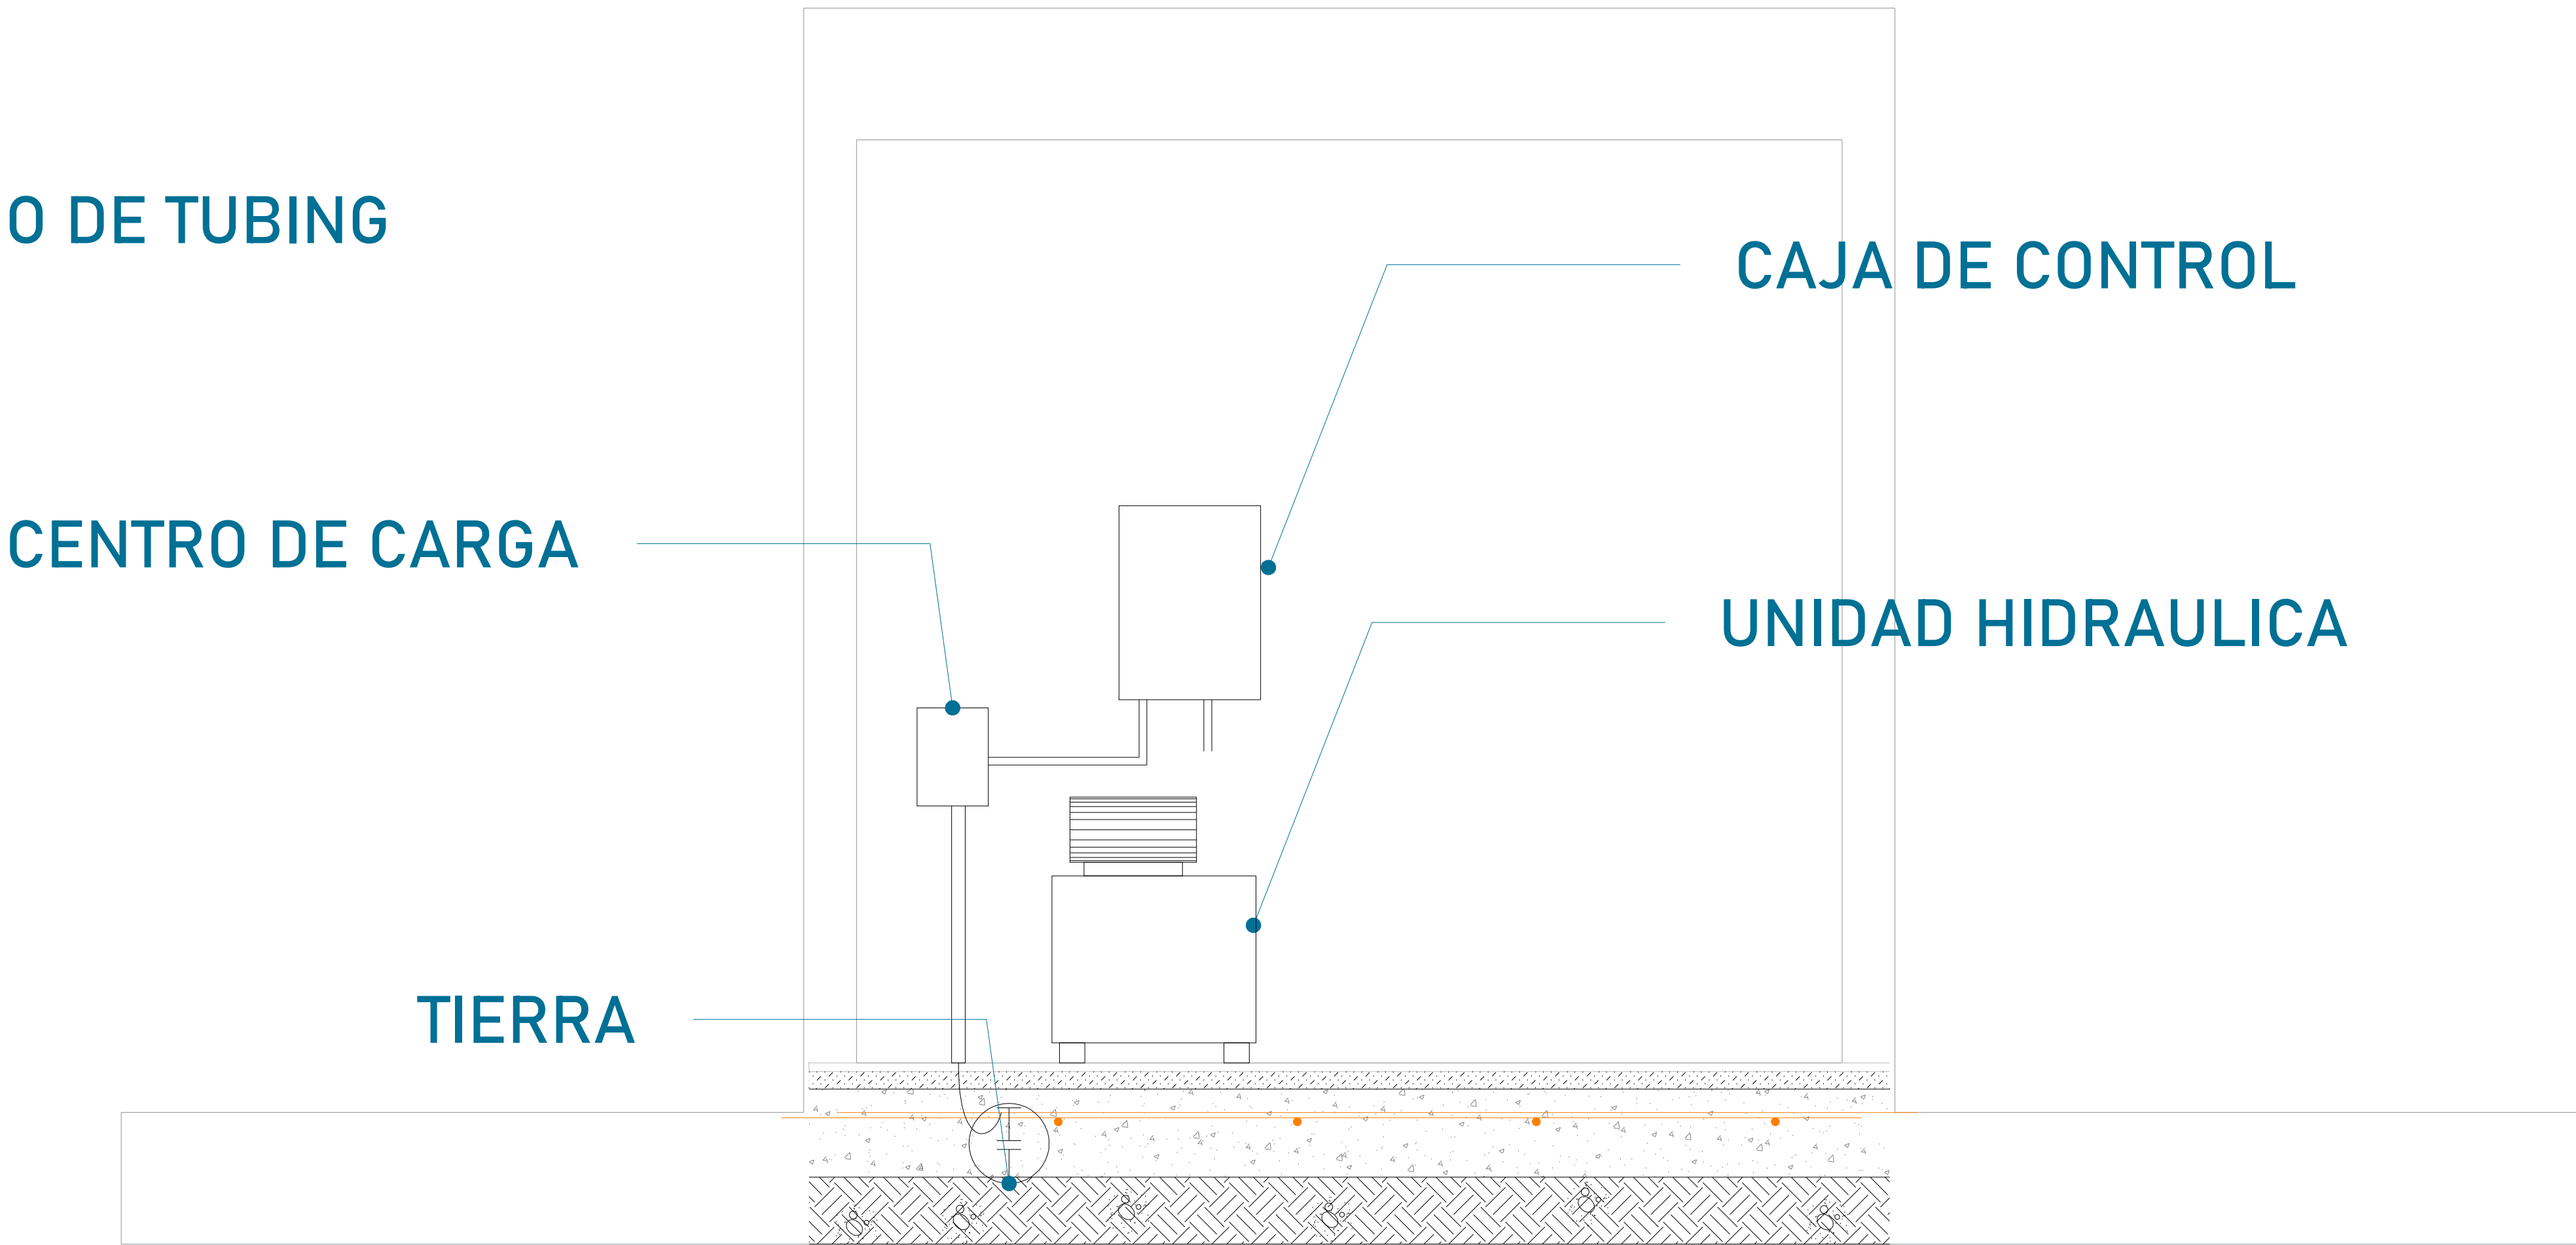 O DE TUBING
CAJA DE CONTROL
CENTRO DE CARGA
UNIDAD HIDRAULICA
TIERRA